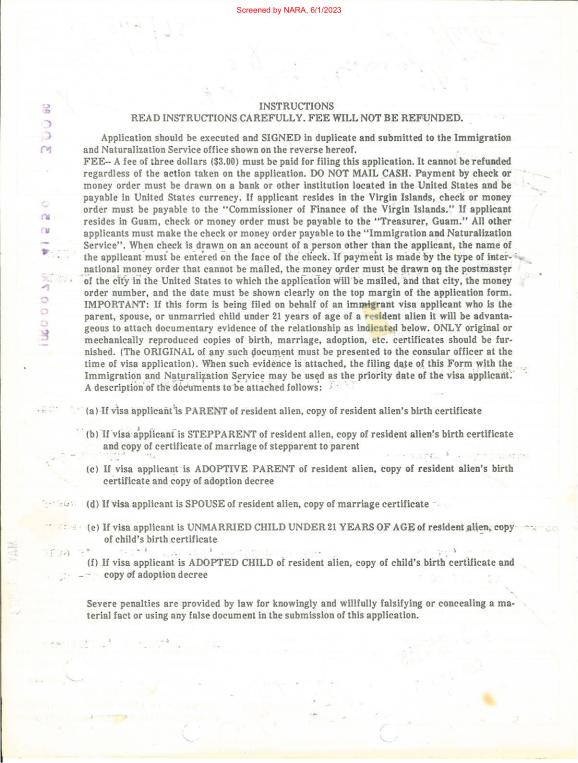 Screened by NARA, 6/1/2023
INSTRUCTIONS
READ INSTRUCTIONS CAREFULLY. FEE WILL NOT BE REFUNDED.
Application should be executed and SIGNED in duplicate and submitted to the Immigration
and Naturalization Service office shown on the reverse hereof.
FEE-- A fee of three dollars ($3.00) must be paid for filing this application. It cannot be refunded
regardless of the action taken on the application. DO NOT MAIL CASH. Payment by check or
money order must be drawn on a bank or other institution located in the United States and be
payable in United States currency. If applicant resides in the Virgin Islands, check or money
order must be payable to the "Commissioner of Finance of the Virgin Islands." If applicant
resides in Guam, check or money order must be payable to the "Treasurer, Guam." All other
applicants must make the check or money order payable to the "Immigration and Naturalization
Service". When check is drawn on an account of a person other than the applicant, the name of
the applicant must be entered on the face of the check. If payment is made by the type of inter-
national money order that cannot be mailed, the money order must be drawn on the postmaster
of the city in the United States to which the application will be mailed, and that city, the money
order number, and the date must be shown clearly on the top margin of the application form.
IMPORTANT: If this form is being filed on behalf of an immigrant visa applicant who is the
parent, spouse, or unmarried child under 21 years of age of a resident alien it will be advanta-
geous to attach documentary evidence of the relationship as indicated below. ONLY original or
mechanically reproduced copies of birth, marriage, adoption, etc. certificates should be fur-
nished. (The ORIGINAL of any such document must be presented to the consular officer at the
time of visa application). When such evidence is attached, the filing date of this Form with the
Immigration and Naturalization Service may be used as the priority date of the visa applicant.
A description of the documents to be attached follows:
(a) If visa applicant is PARENT of resident alien, copy of resident alien's birth certificate
(b) If visa applicant is STEPPARENT of resident alien, copy of resident alien's birth certificate
and copy of certificate of marriage of stepparent to parent
(c) If visa applicant is ADOPTIVE PARENT of resident alien, copy of resident alien's birth
certificate and copy of adoption decree
(d) If visa applicant is SPOUSE of resident alien, copy of marriage certificate
(e) If visa applicant is UNMARRIED CHILD UNDER 21 YEARS OF AGE of resident alien, copy
of child's birth certificate
(f) If visa applicant is ADOPTED CHILD of resident alien, copy of child's birth certificate and
copy of adoption decree
Severe penalties are provided by law for knowingly and willfully falsifying or concealing a ma-
terial fact or using any false document in the submission of this application.